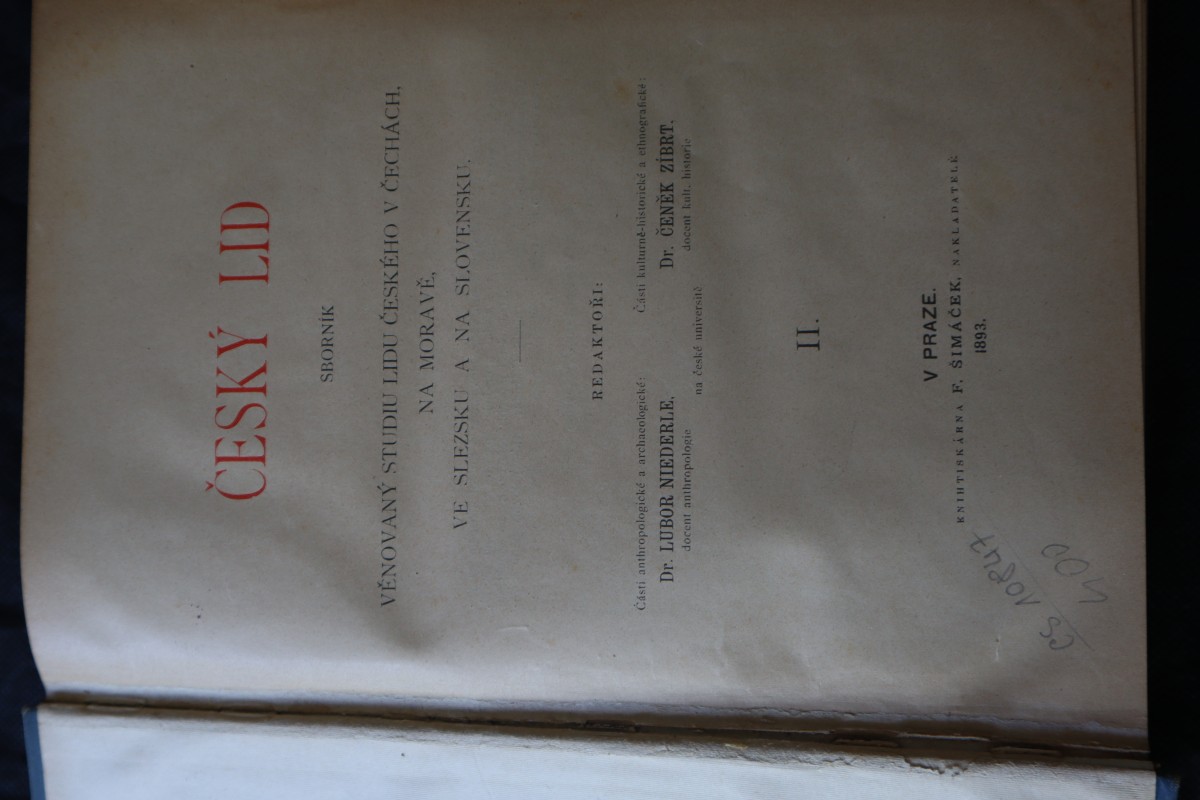 ČESKÝ LID
SBORNÍK
VĚNOVANÝ STUDIU LIDU ČESKÉHO V ČECHÁCH,
NA MORAVĚ,
VE SLEZSKU A NA SLOVENSKU.
REDAKTOŘI:
Části anthropologické a archaeologické: Části kulturně-historické a ethnografické:
Dr. LUBOR NIEDERLE, Dr. ČENĚK ZÍBRT.
docent anthropologie docent kult. historie
na české universitě
II.
V PRAZE.
KNIHTISKÁRNA F. ŠIMÁČEK, NAKLADATELÉ
1893.
10847